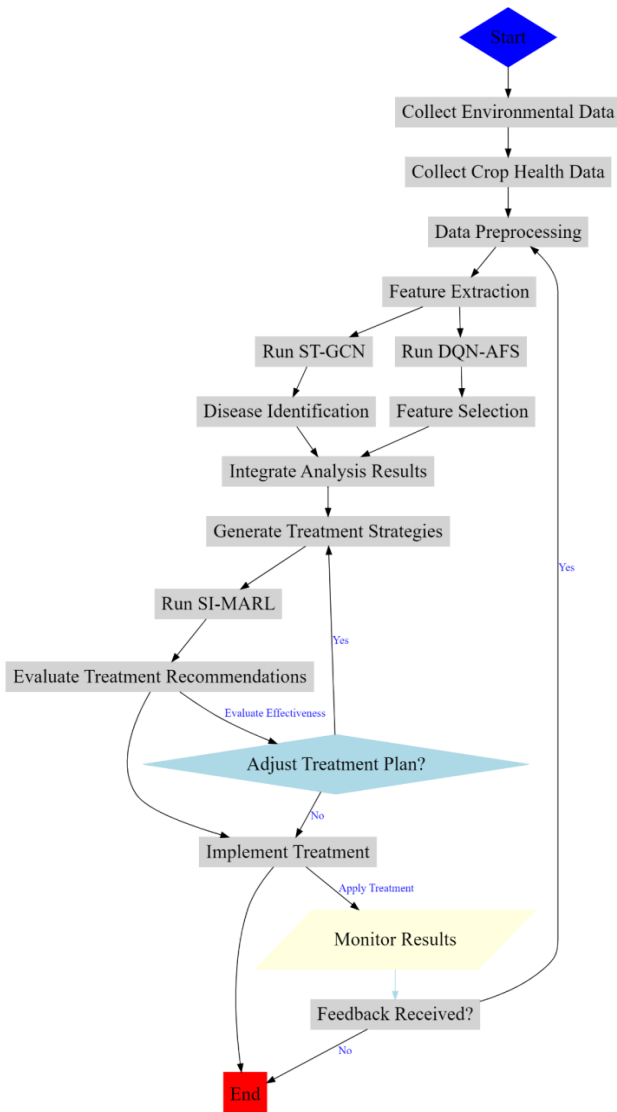 Start
Collect Environmental Data
Collect Crop Health Data
Data Preprocessing
Feature Extraction
Run ST-GCN
Run DQN-AFS
Disease Identification
Feature Selection
Integrate Analysis Results
Generate Treatment Strategies
Yes
Run SI-MARL
Yes
Evaluate Treatment Recommendations
Evaluate Effectiveness
Adjust Treatment Plan?
No
Implement Treatment
Apply Treatment
Monitor Results
Feedback Received?
No
End